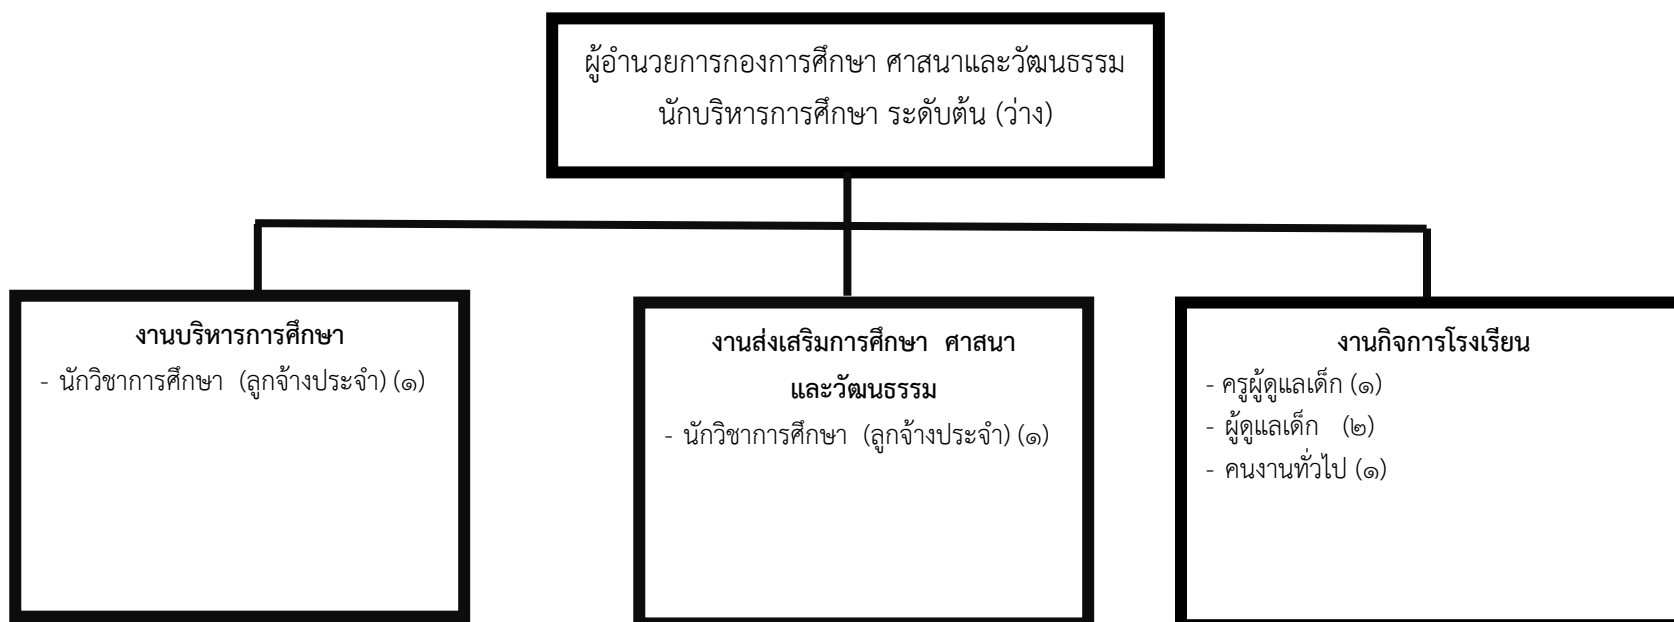 ผู้อำนวยการกองการศึกษา ศาสนาและวัฒนธรรม
นักบริหารการศึกษา ระดับต้น (ว่าง)
งานบริหารการศึกษา
- นักวิชาการศึกษา (ลูกจ้างประจำ) (๑)
งานส่งเสริมการศึกษา ศาสนา
และวัฒนธรรม
- นักวิชาการศึกษา (ลูกจ้างประจำ) (๑)
งานกิจการโรงเรียน
- ครูผู้ดูแลเด็ก (๑)
- ผู้ดูแลเด็ก (๒)
- คนงานทั่วไป (๑)